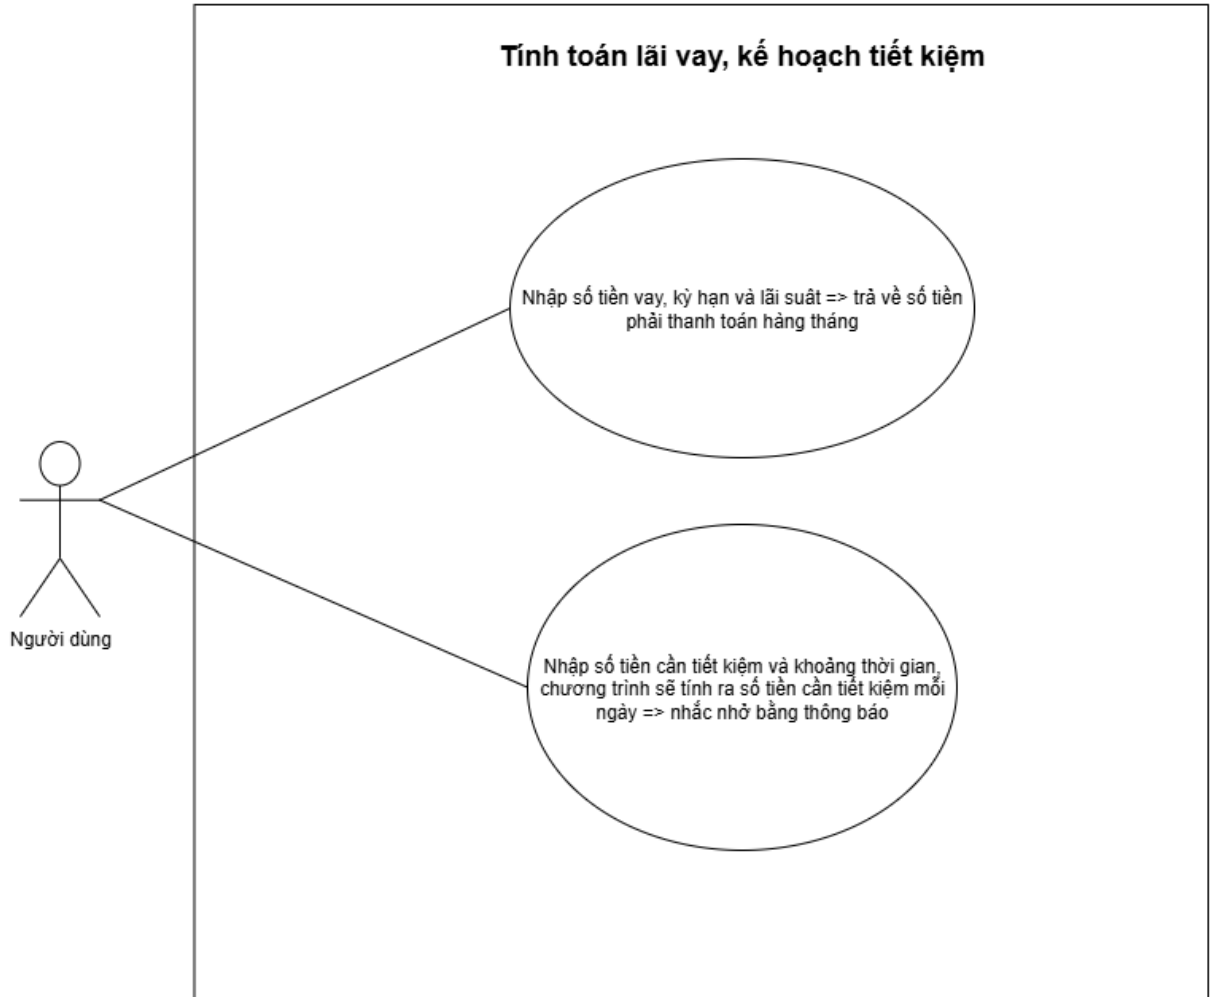 Tính toán lãi vay, kế hoạch tiết kiệm
Nhập số tiền vay, kỳ hạn và lãi suât => trả về số tiền
phải thanh toán hàng tháng
Người dùng
Nhập số tiền cần tiết kiệm và khoảng thời gian,
chương trình sẽ tính ra số tiền cần tiết kiệm mỗi
ngày => nhắc nhở bằng thông báo